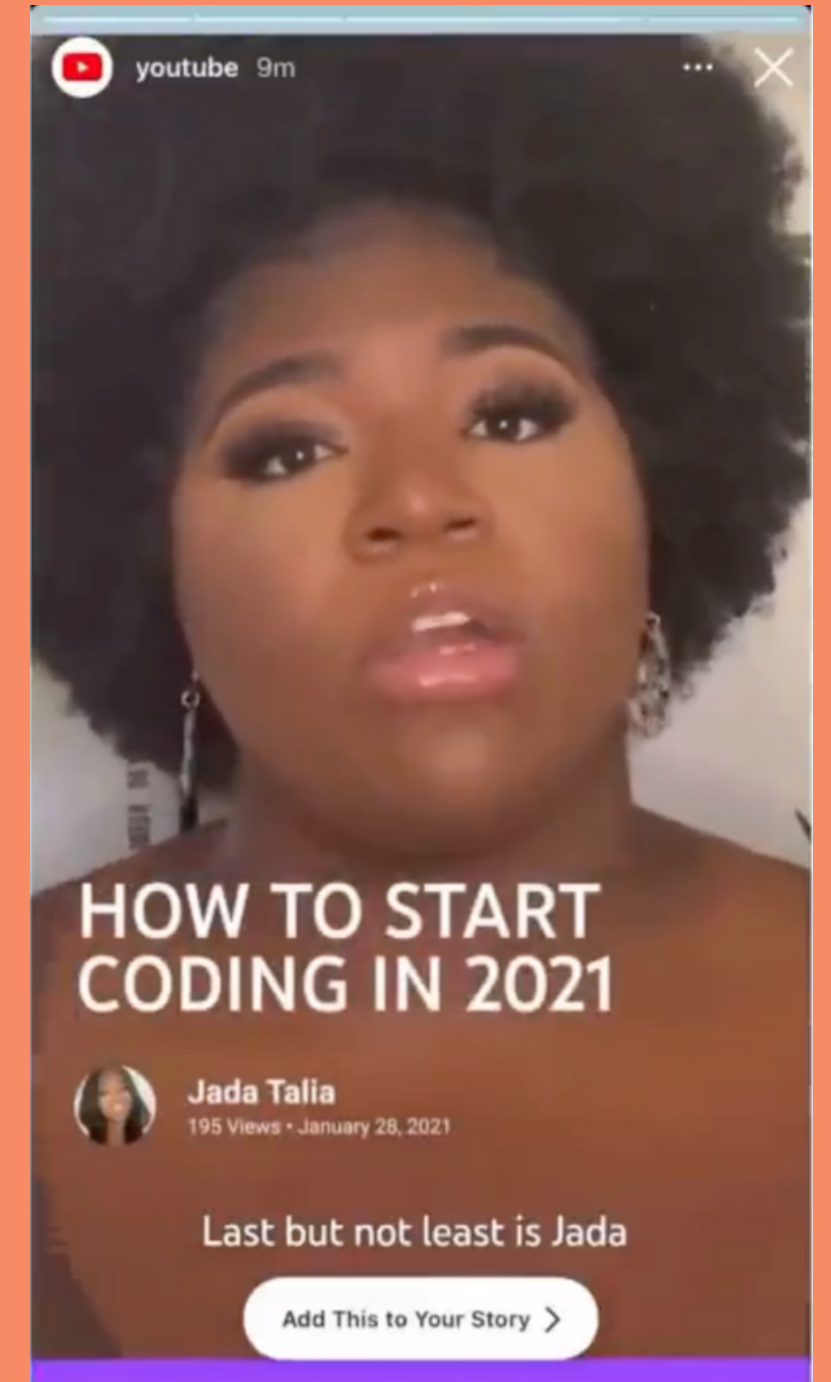 youtube 9m
HOW TO START
CODING IN 2021
Jada Talia
195 Views • January 28, 2021
Last but not least is Jada
Add This to Your Story